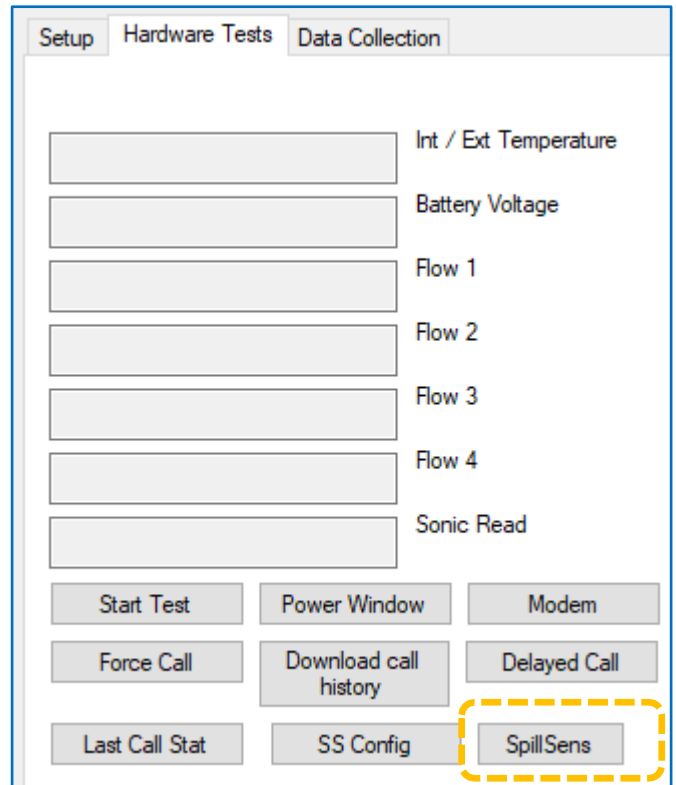 Setup Hardware Tests Data Collection
Int / Ext Temperature
Battery Voltage
Flow 1
Flow 2
Flow 3
Flow 4
Sonic Read
Start Test Power Window Modem
Force Call Download call history Delayed Call
Last Call Stat SS Config SpillSens